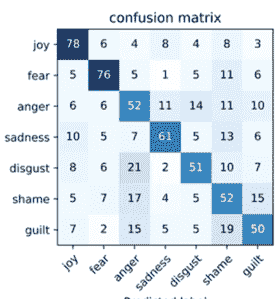 confusion matrix
joy 78 6 4 8 4 8 3
fear 5 76 5 1 5 11 6
anger 6 6 52 11 14 11 10
sadness 10 5 7 61 5 13 6
disgust 8 6 21 2 51 10 7
shame 5 7 17 4 5 52 15
guilt 7 2 15 5 5 19 50
joy fear anger sadness disgust shame guilt